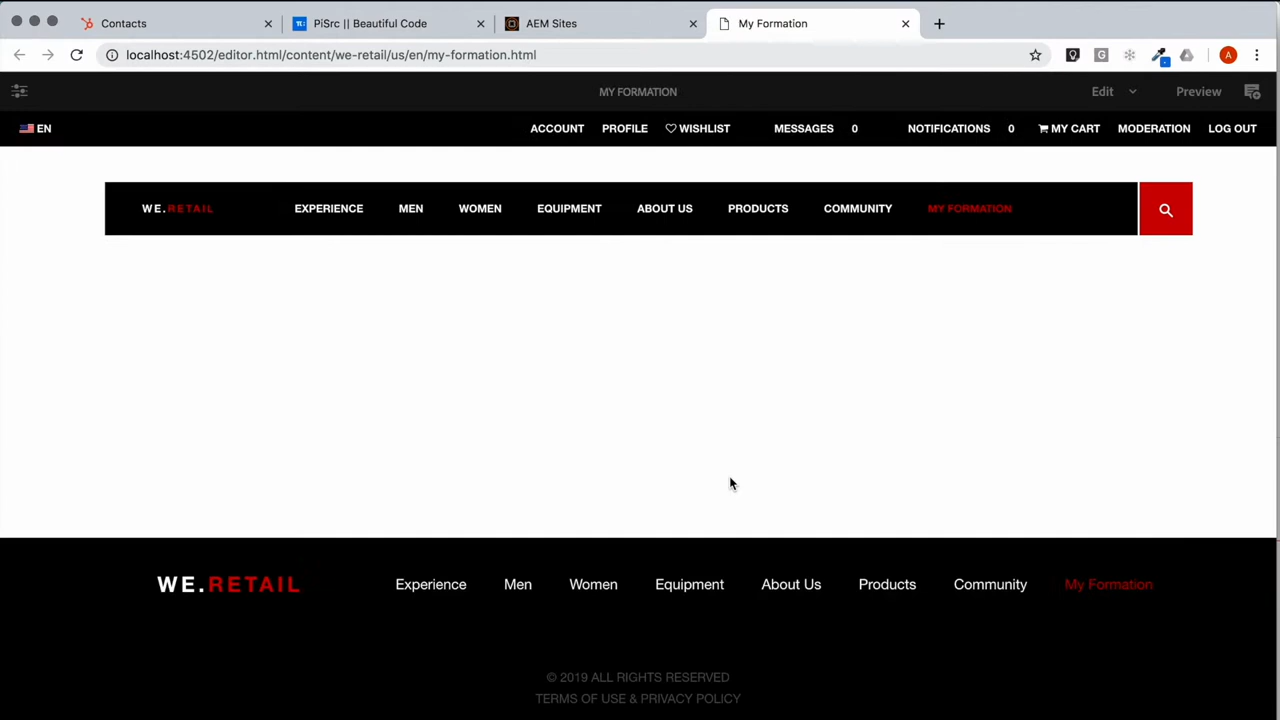 Contacts PiSrc || Beautiful Code AEM Sites My Formation
localhost:4502/editor.html/content/we-retail/us/en/my-formation.html G A
MY FORMATION Edit Preview
EN ACCOUNT PROFILE WISHLIST MESSAGES 0 NOTIFICATIONS 0 MY CART MODERATION LOG OUT
WE.RETAIL EXPERIENCE MEN WOMEN EQUIPMENT ABOUT US PRODUCTS COMMUNITY MY FORMATION
WE.RETAIL Experience Men Women Equipment About Us Products Community My Formation
© 2019 ALL RIGHTS RESERVED
TERMS OF USE & PRIVACY POLICY